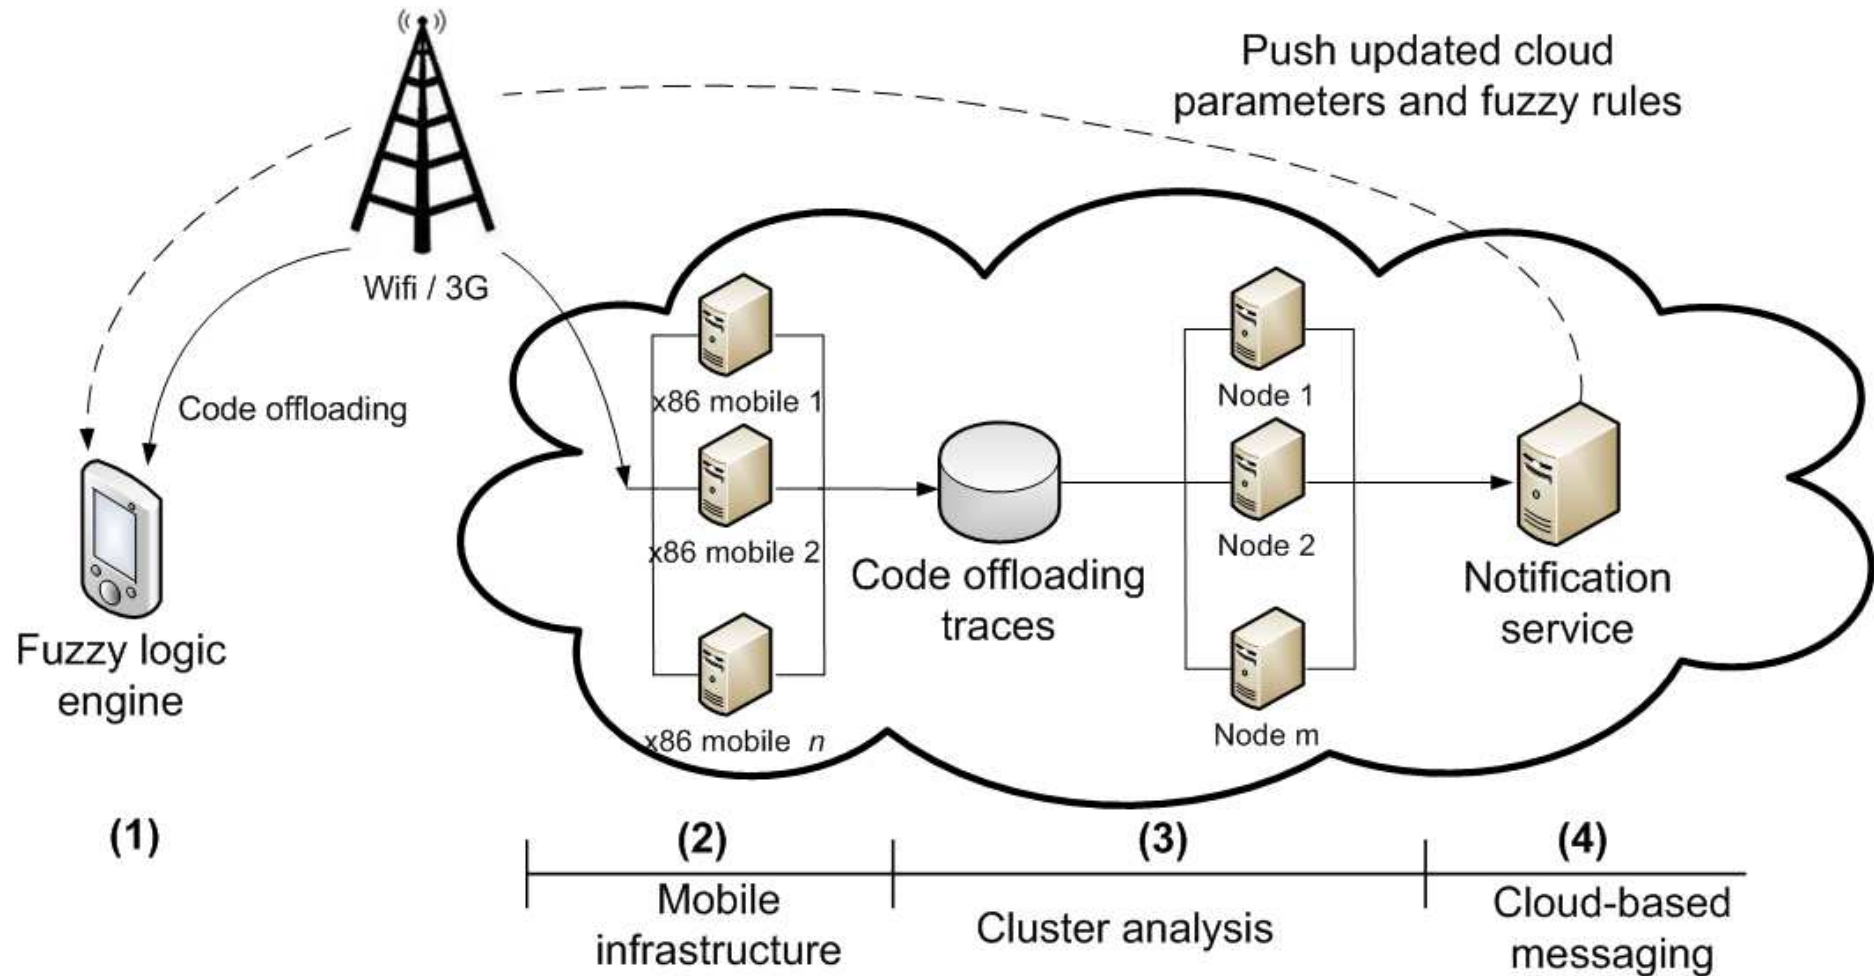 Push updated cloud
parameters and fuzzy rules
Wifi / 3G
Code offloading
x86 mobile 1
x86 mobile 2
x86 mobile n
Code offloading
traces
Node 1
Node 2
Node m
Notification
service
Fuzzy logic
engine
(1)
(2)
(3)
(4)
Mobile
infrastructure
Cluster analysis
Cloud-based
messaging